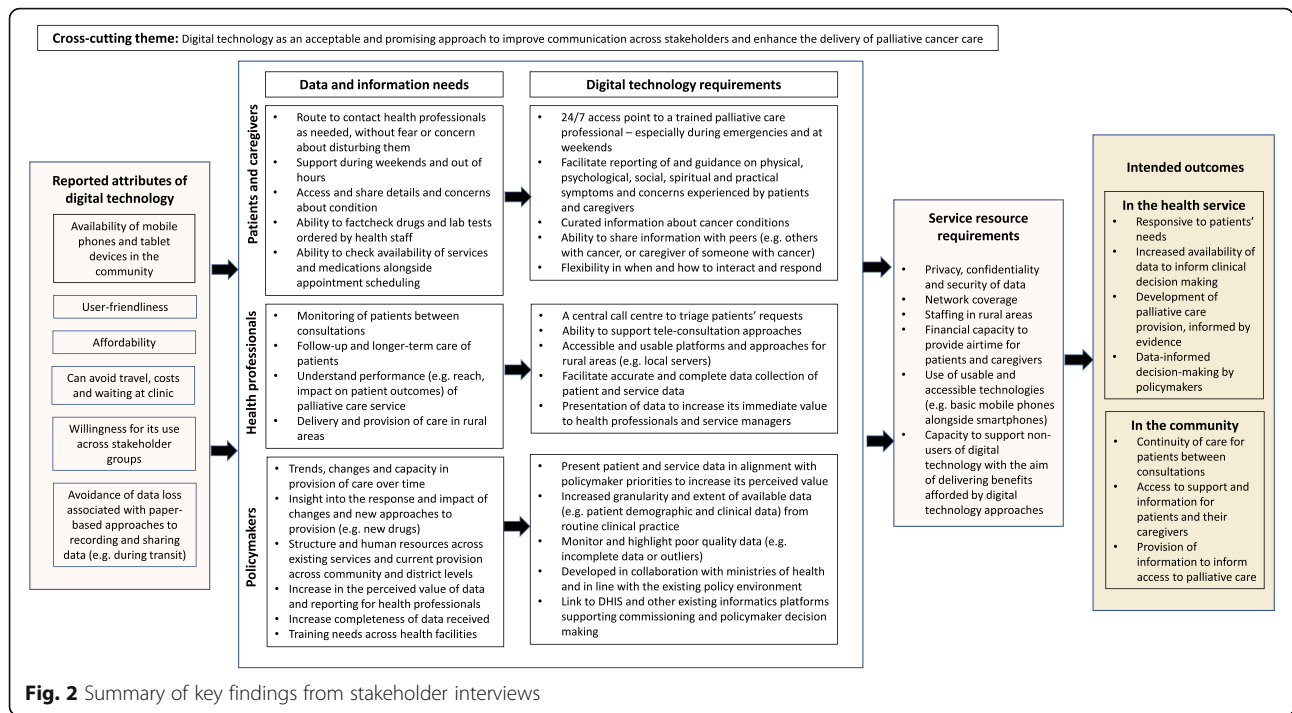 Cross-cutting theme: Digital technology as an acceptable and promising approach to improve communication across stakeholders and enhance the delivery of palliative cancer care
Reported attributes of
digital technology
Availability of mobile
phones and tablet
devices in the
community
User-friendliness
Affordability
Can avoid travel, costs
and waiting at clinic
Willingness for its use
across stakeholder
groups
Avoidance of data loss
associated with paper-
based approaches to
recording and sharing
data (e.g. during transit)
Data and information needs
Digital technology requirements
Patients and caregivers
• Route to contact health professionals
as needed, without fear or concern
about disturbing them
• Support during weekends and out of
hours
• Access and share details and concerns
about condition
• Ability to factcheck drugs and lab tests
ordered by health staff
• Ability to check availability of services
and medications alongside
appointment scheduling
• 24/7 access point to a trained palliative care
professional – especially during emergencies and at
weekends
• Facilitate reporting of and guidance on physical,
psychological, social, spiritual and practical
symptoms and concerns experienced by patients
and caregivers
• Curated information about cancer conditions
• Ability to share information with peers (e.g. others
with cancer, or caregiver of someone with cancer)
• Flexibility in when and how to interact and respond
Health professionals
• Monitoring of patients between
consultations
• Follow-up and longer-term care of
patients
• Understand performance (e.g. reach,
impact on patient outcomes) of
palliative care service
• Delivery and provision of care in rural
areas
• A central call centre to triage patients' requests
• Ability to support tele-consultation approaches
• Accessible and usable platforms and approaches for
rural areas (e.g. local servers)
• Facilitate accurate and complete data collection of
patient and service data
• Presentation of data to increase its immediate value
to health professionals and service managers
Policymakers
• Trends, changes and capacity in
provision of care over time
• Insight into the response and impact of
changes and new approaches to
provision (e.g. new drugs)
• Structure and human resources across
existing services and current provision
across community and district levels
• Increase in the perceived value of data
and reporting for health professionals
• Increase completeness of data received
• Training needs across health facilities
• Present patient and service data in alignment with
policymaker priorities to increase its perceived value
• Increased granularity and extent of available data
(e.g. patient demographic and clinical data) from
routine clinical practice
• Monitor and highlight poor quality data (e.g.
incomplete data or outliers)
• Developed in collaboration with ministries of health
and in line with the existing policy environment
• Link to DHIS and other existing informatics platforms
supporting commissioning and policymaker decision
making
Service resource
requirements
• Privacy, confidentiality
and security of data
• Network coverage
• Staffing in rural areas
• Financial capacity to
provide airtime for
patients and caregivers
• Use of usable and
accessible technologies
(e.g. basic mobile phones
alongside smartphones)
• Capacity to support non-
users of digital
technology with the aim
of delivering benefits
afforded by digital
technology approaches
Intended outcomes
In the health service
• Responsive to patients'
needs
• Increased availability of
data to inform clinical
decision making
• Development of
palliative care
provision, informed by
evidence
• Data-informed
decision-making by
policymakers
In the community
• Continuity of care for
patients between
consultations
• Access to support and
information for
patients and their
caregivers
• Provision of
information to inform
access to palliative care
Fig. 2 Summary of key findings from stakeholder interviews